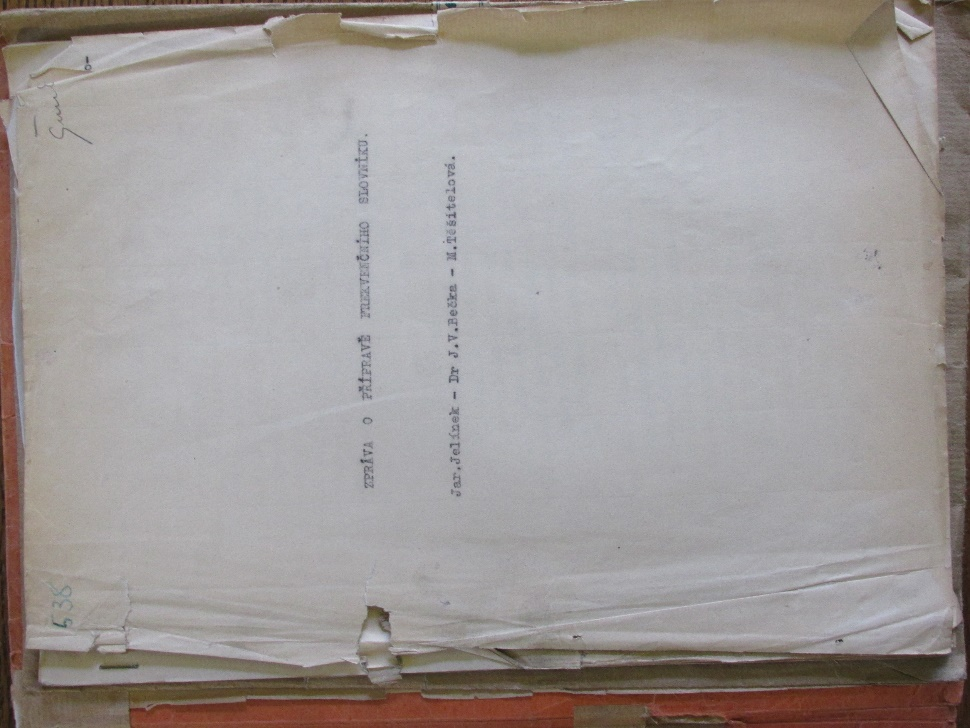 538
ZPRÁVA O PŘÍPRAVĚ FREKVENČNÍHO SLOVNÍKU.
Jar.Jelínek - Dr J.V.Bečka - M.Těšitelová.